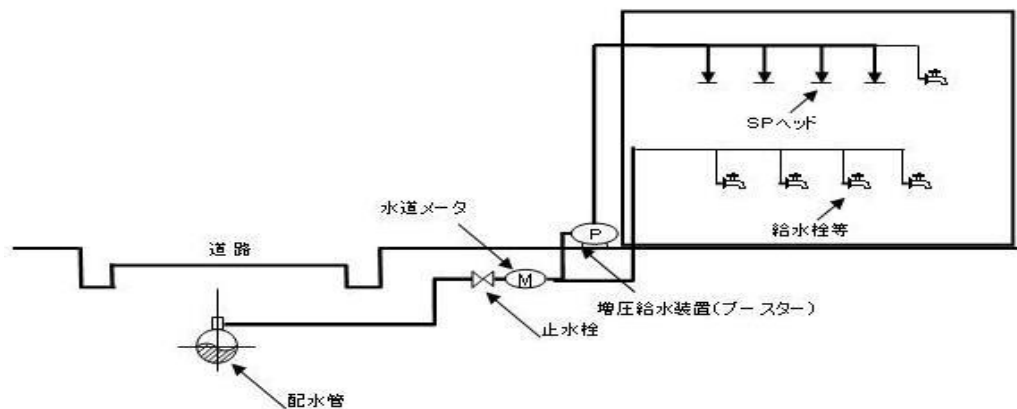 SPヘッド
水道メータ
P
給水栓等
道路
M
増圧給水装置(ブースター)
止水栓
配水管